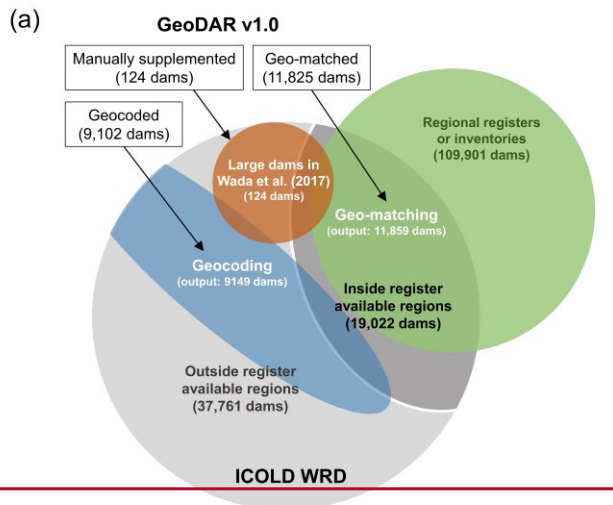 (a)
GeoDAR v1.0
Manually supplemented
(124 dams)
Geo-matched
(11,825 dams)
Geocoded
(9,102 dams)
Large dams in
Wada et al. (2017)
(124 dams)
Regional registers
or inventories
(109,901 dams)
Geo-matching
(output: 11,859 dams)
Geocoding
(output: 9149 dams)
Inside register
available regions
(19,022 dams)
Outside register
available regions
(37,761 dams)
ICOLD WRD